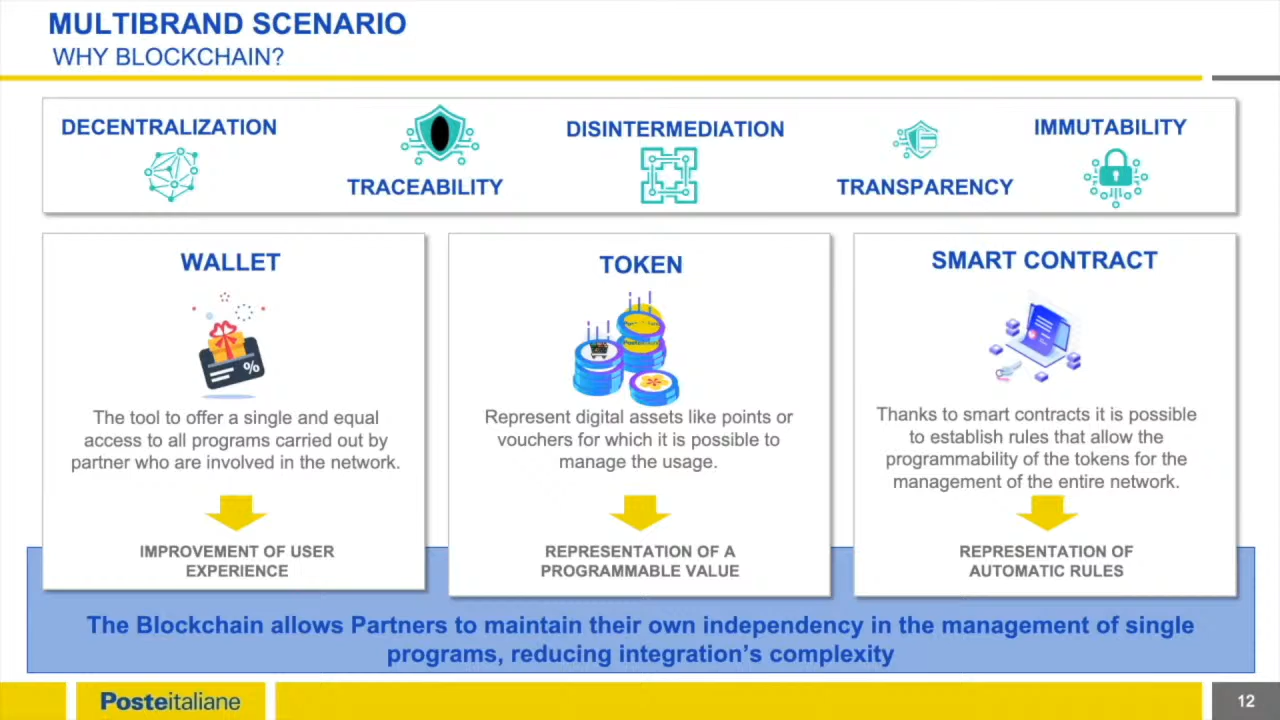 MULTIBRAND SCENARIO
WHY BLOCKCHAIN?
DECENTRALIZATION
TRACEABILITY
DISINTERMEDIATION
TRANSPARENCY
IMMUTABILITY
WALLET
%
The tool to offer a single and equal
access to all programs carried out by
partner who are involved in the network.
IMPROVEMENT OF USER
EXPERIENCE
TOKEN
Represent digital assets like points or
vouchers for which it is possible to
manage the usage.
REPRESENTATION OF A
PROGRAMMABLE VALUE
SMART CONTRACT
Thanks to smart contracts it is possible
to establish rules that allow the
programmability of the tokens for the
management of the entire network.
REPRESENTATION OF
AUTOMATIC RULES
The Blockchain allows Partners to maintain their own independency in the management of single
programs, reducing integration's complexity
Posteitaliane
12